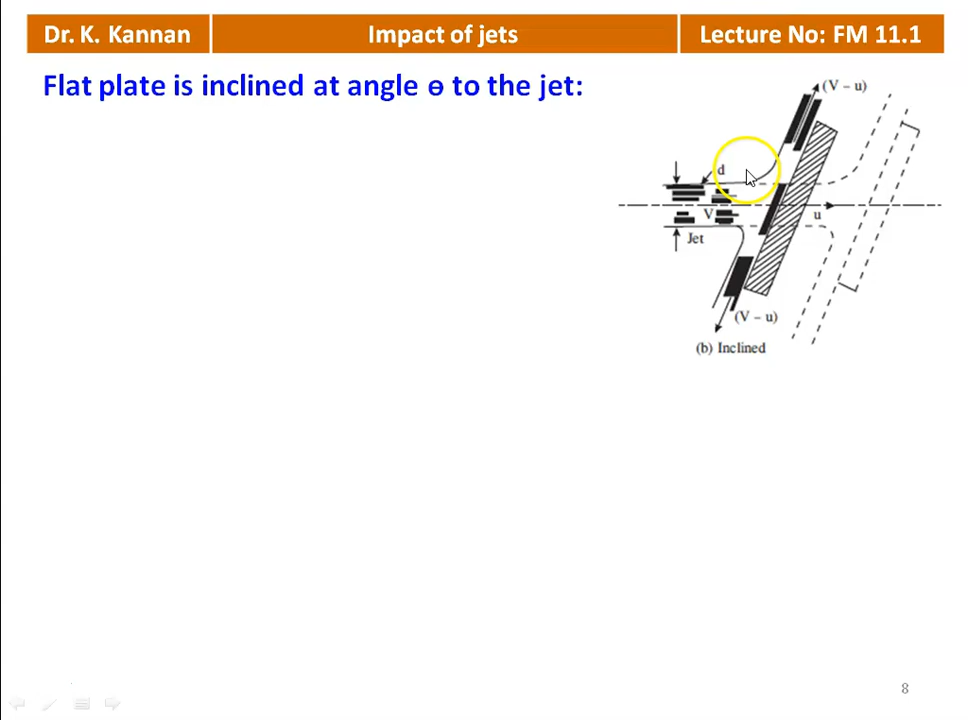 Dr. K. Kannan
Impact of jets
Lecture No: FM 11.1
Flat plate is inclined at angle ɵ to the jet:
(V – u)
d
V
u
Jet
(V – u)
(b) Inclined
8